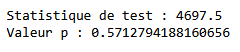 Statistique de test : 4697.5
Valeur p : 0.5712794188160656